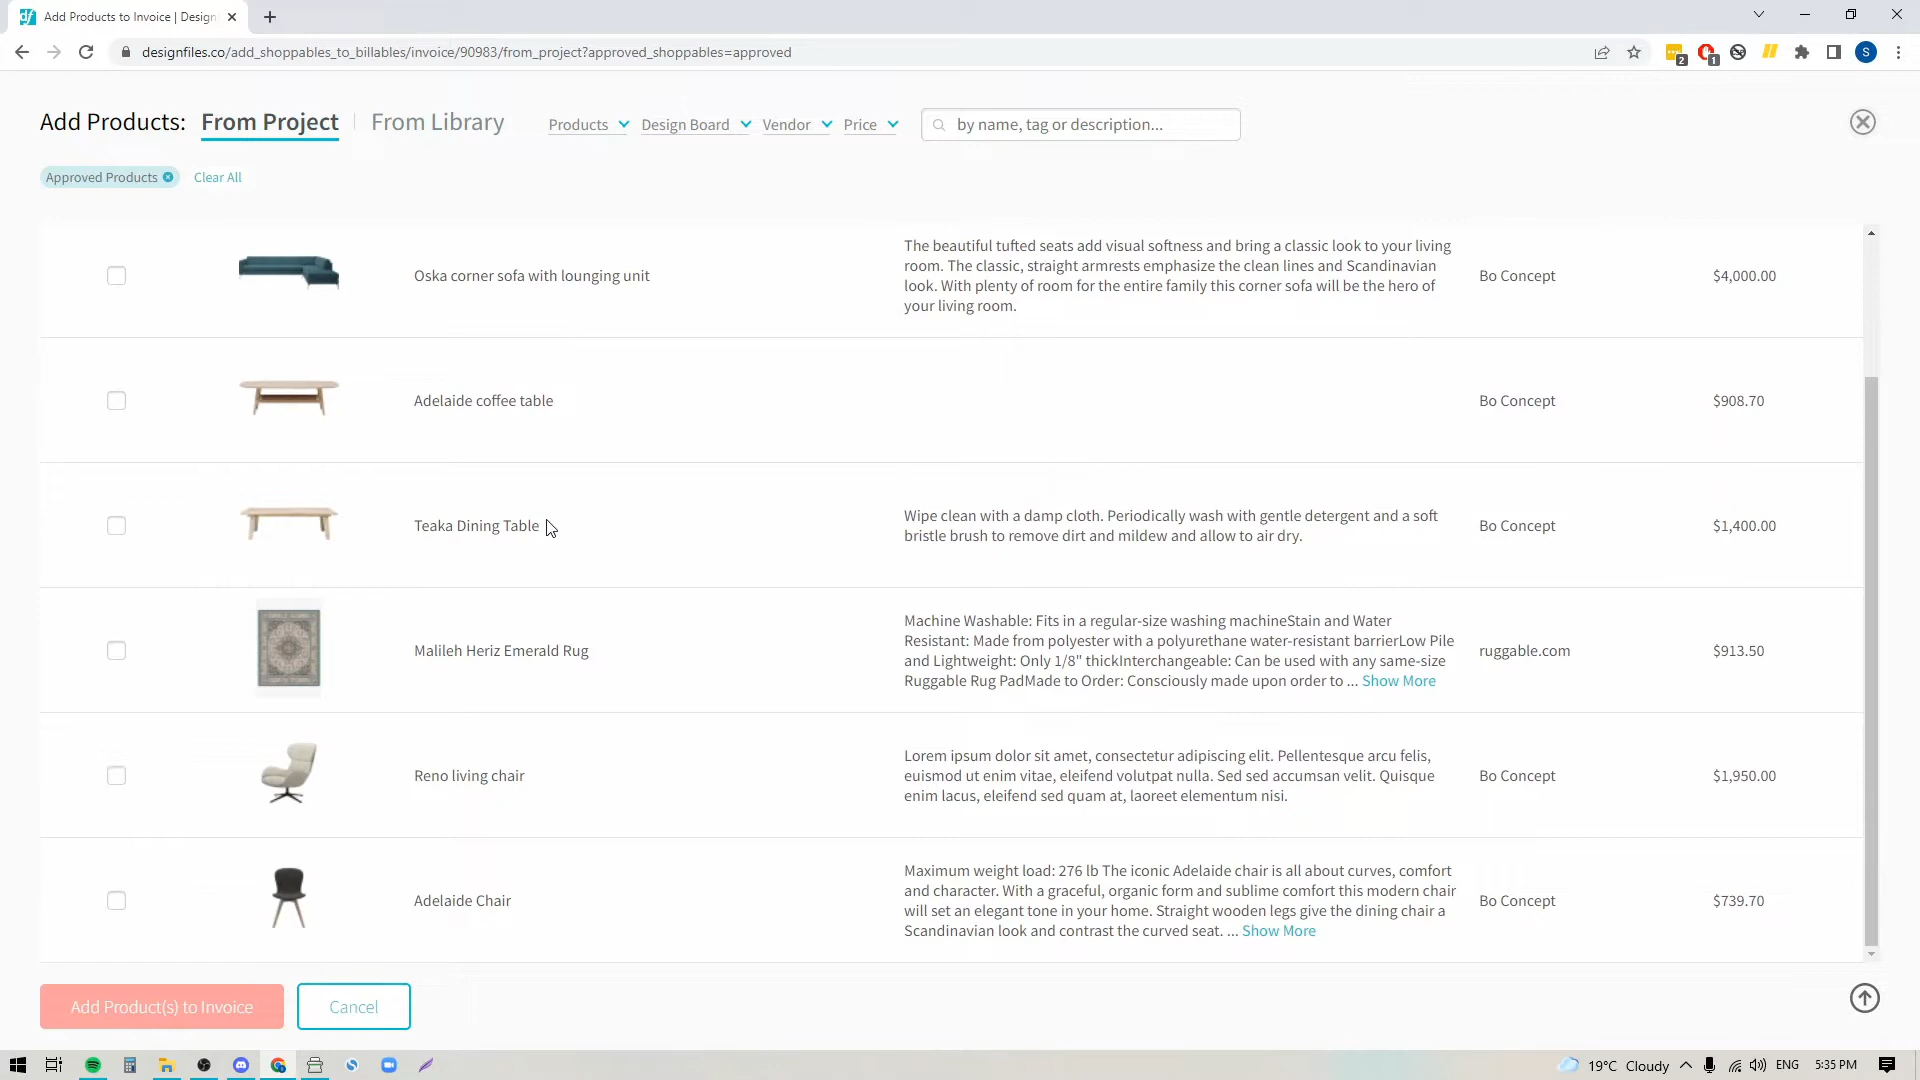 Add Products to Invoice | Design
designfiles.co/add_shoppables_to_billables/invoice/90983/from_project?approved_shoppables=approved
2
1
S
Add Products: From Project | From Library Products Design Board Vendor Price by name, tag or description...
Approved Products Clear All
Oska corner sofa with lounging unit
The beautiful tufted seats add visual softness and bring a classic look to your living
room. The classic, straight armrests emphasize the clean lines and Scandinavian
look. With plenty of room for the entire family this corner sofa will be the hero of
your living room.
Bo Concept
$4,000.00
Adelaide coffee table
Bo Concept
$908.70
Teaka Dining Table
Wipe clean with a damp cloth. Periodically wash with gentle detergent and a soft
bristle brush to remove dirt and mildew and allow to air dry.
Bo Concept
$1,400.00
Malileh Heriz Emerald Rug
Machine Washable: Fits in a regular-size washing machineStain and Water
Resistant: Made from polyester with a polyurethane water-resistant barrierLow Pile
and Lightweight: Only 1/8" thickInterchangeable: Can be used with any same-size
Ruggable Rug PadMade to Order: Consciously made upon order to ... Show More
ruggable.com
$913.50
Reno living chair
Lorem ipsum dolor sit amet, consectetur adipiscing elit. Pellentesque arcu felis,
euismod ut enim vitae, eleifend volutpat nulla. Sed sed accumsan velit. Quisque
enim lacus, eleifend sed quam at, laoreet elementum nisi.
Bo Concept
$1,950.00
Adelaide Chair
Maximum weight load: 276 lb The iconic Adelaide chair is all about curves, comfort
and character. With a graceful, organic form and sublime comfort this modern chair
will set an elegant tone in your home. Straight wooden legs give the dining chair a
Scandinavian look and contrast the curved seat. ... Show More
Bo Concept
$739.70
Add Product(s) to Invoice
Cancel
19°C Cloudy ENG 5:35 PM